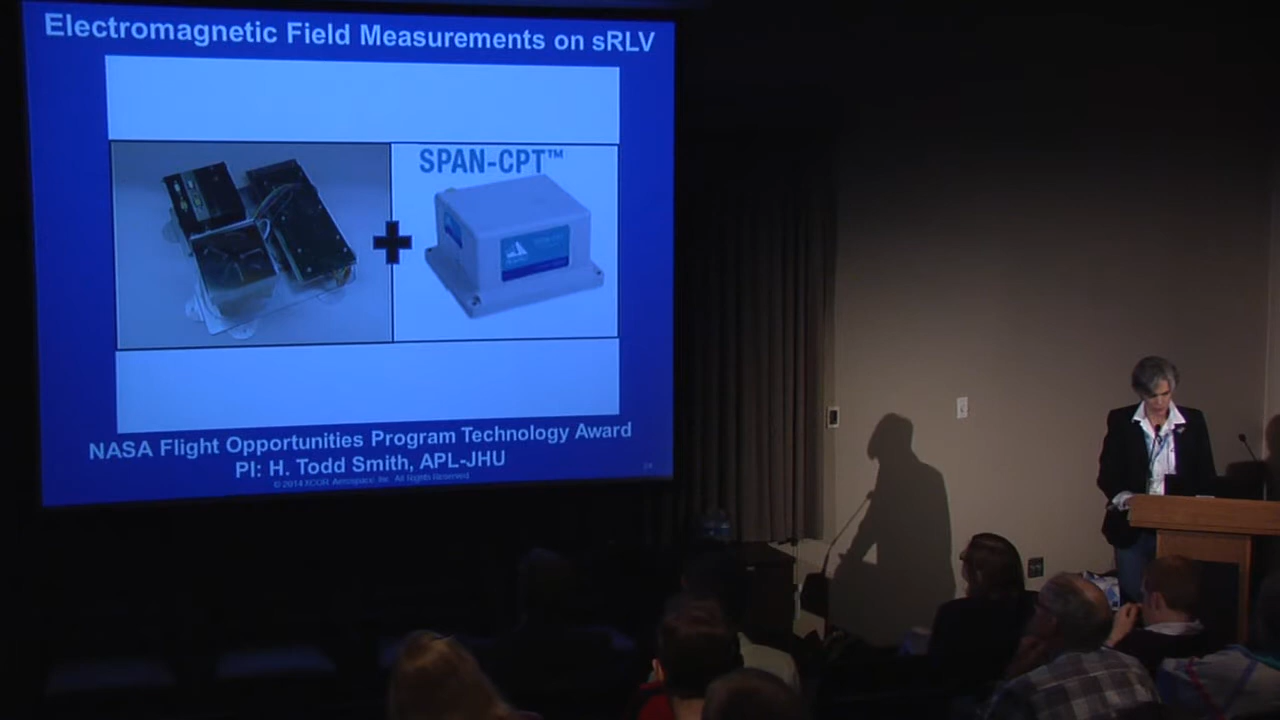 Electromagnetic Field Measurements on sRLV
SPAN-CPT™
NASA Flight Opportunities Program Technology Award
PI: H. Todd Smith, APL-JHU
© 2014 XCOR Aerospace Inc. All Rights Reserved